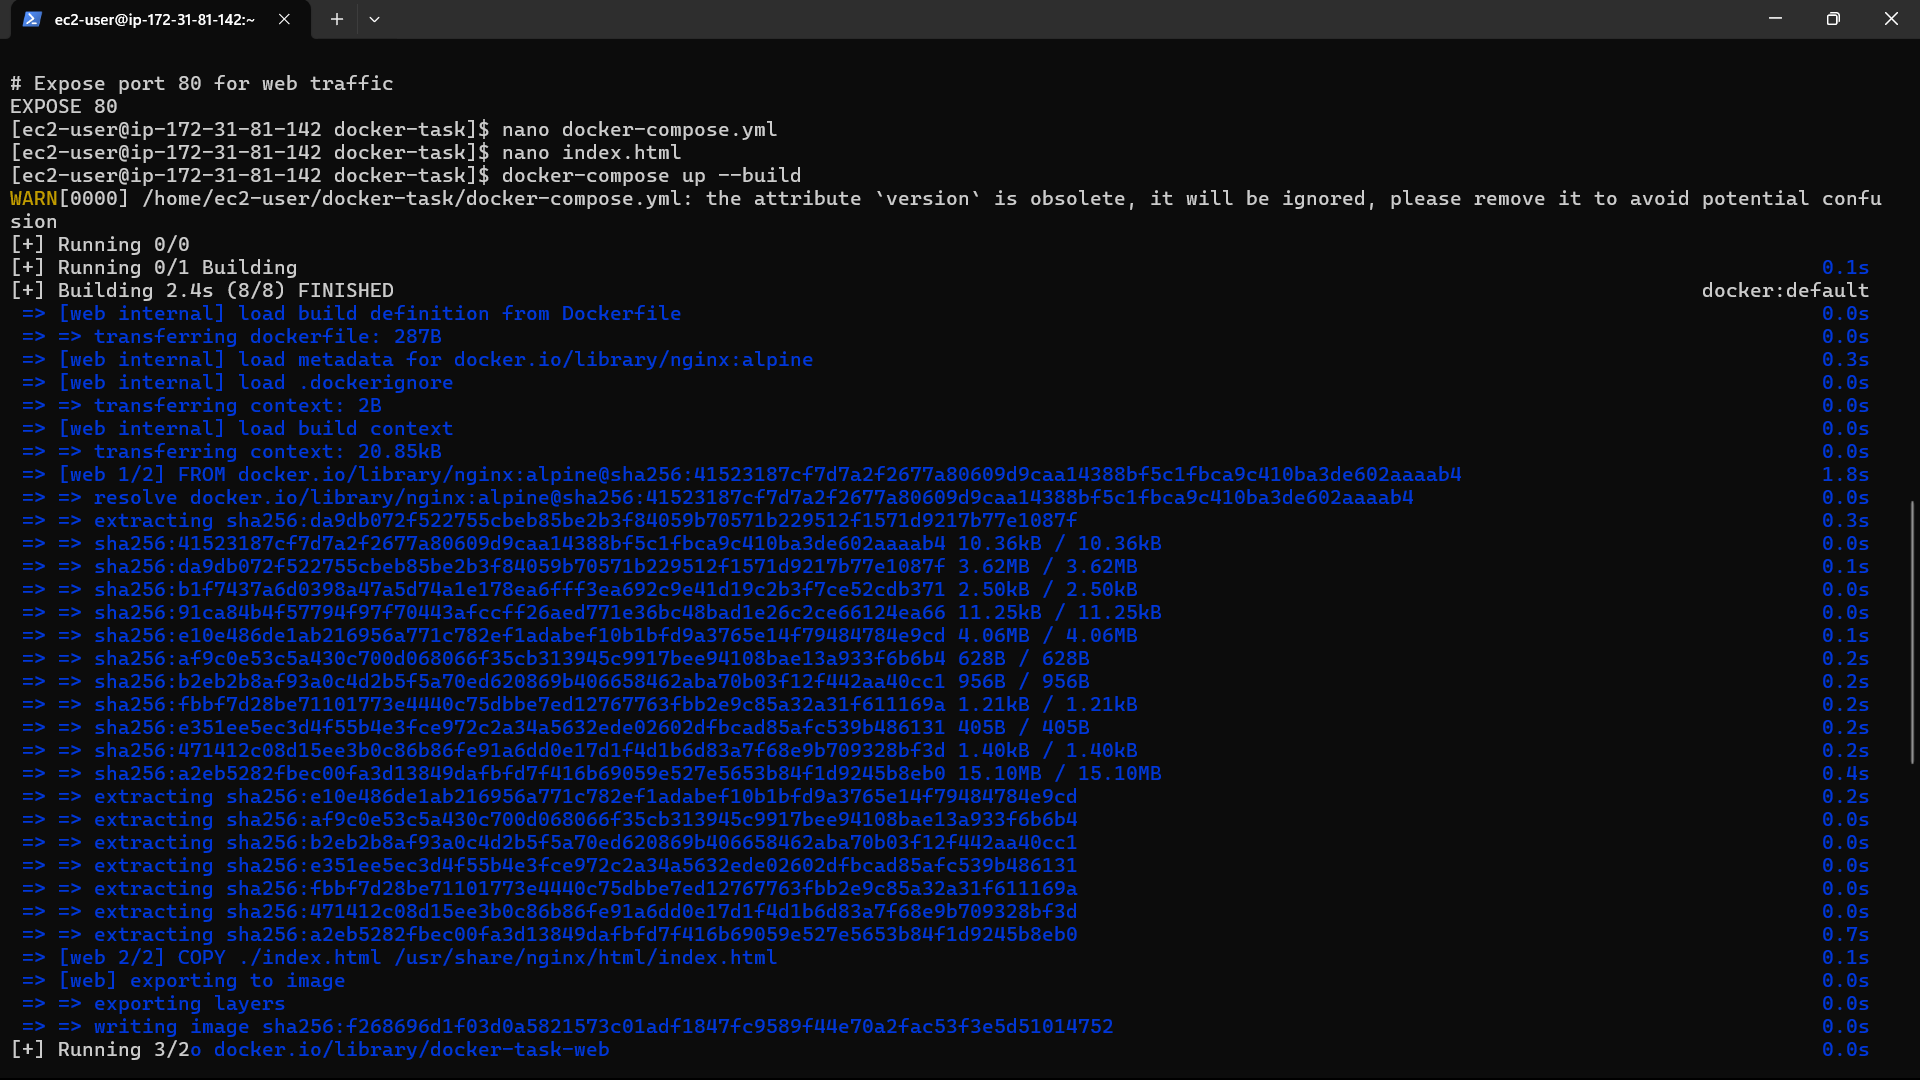 ec2-user@ip-172-31-81-142:~
# Expose port 80 for web traffic
EXPOSE 80
[ec2-user@ip-172-31-81-142 docker-task]$ nano docker-compose.yml
[ec2-user@ip-172-31-81-142 docker-task]$ nano index.html
[ec2-user@ip-172-31-81-142 docker-task]$ docker-compose up --build
WARN[0000] /home/ec2-user/docker-task/docker-compose.yml: the attribute `version` is obsolete, it will be ignored, please remove it to avoid potential confu
sion
[+] Running 0/0
[+] Running 0/1 Building 0.1s
[+] Building 2.4s (8/8) FINISHED docker:default
=> [web internal] load build definition from Dockerfile 0.0s
=> => transferring dockerfile: 287B 0.0s
=> [web internal] load metadata for docker.io/library/nginx:alpine 0.3s
=> [web internal] load .dockerignore 0.0s
=> => transferring context: 2B 0.0s
=> [web internal] load build context 0.0s
=> => transferring context: 20.85kB 0.0s
=> [web 1/2] FROM docker.io/library/nginx:alpine@sha256:41523187cf7d7a2f2677a80609d9caa14388bf5c1fbca9c410ba3de602aaaab4 1.8s
=> => resolve docker.io/library/nginx:alpine@sha256:41523187cf7d7a2f2677a80609d9caa14388bf5c1fbca9c410ba3de602aaaab4 0.0s
=> => extracting sha256:da9db072f522755cbeb85be2b3f84059b70571b229512f1571d9217b77e1087f 0.3s
=> => sha256:41523187cf7d7a2f2677a80609d9caa14388bf5c1fbca9c410ba3de602aaaab4 10.36kB / 10.36kB 0.0s
=> => sha256:da9db072f522755cbeb85be2b3f84059b70571b229512f1571d9217b77e1087f 3.62MB / 3.62MB 0.1s
=> => sha256:b1f7437a6d0398a47a5d74a1e178ea6fff3ea692c9e41d19c2b3f7ce52cdb371 2.50kB / 2.50kB 0.0s
=> => sha256:91ca84b4f57794f97f70443afccff26aed771e36bc48bad1e26c2ce66124ea66 11.25kB / 11.25kB 0.0s
=> => sha256:e10e486de1ab216956a771c782ef1adabef10b1bfd9a3765e14f79484784e9cd 4.06MB / 4.06MB 0.1s
=> => sha256:af9c0e53c5a430c700d068066f35cb313945c9917bee94108bae13a933f6b6b4 628B / 628B 0.2s
=> => sha256:b2eb2b8af93a0c4d2b5f5a70ed620869b406658462aba70b03f12f442aa40cc1 956B / 956B 0.2s
=> => sha256:fbbf7d28be71101773e4440c75dbbe7ed12767763fbb2e9c85a32a31f611169a 1.21kB / 1.21kB 0.2s
=> => sha256:e351ee5ec3d4f55b4e3fce972c2a34a5632ede02602dfbcad85afc539b486131 405B / 405B 0.2s
=> => sha256:471412c08d15ee3b0c86b86fe91a6dd0e17d1f4d1b6d83a7f68e9b709328bf3d 1.40kB / 1.40kB 0.2s
=> => sha256:a2eb5282fbec00fa3d13849dafbfd7f416b69059e527e5653b84f1d9245b8eb0 15.10MB / 15.10MB 0.4s
=> => extracting sha256:e10e486de1ab216956a771c782ef1adabef10b1bfd9a3765e14f79484784e9cd 0.2s
=> => extracting sha256:af9c0e53c5a430c700d068066f35cb313945c9917bee94108bae13a933f6b6b4 0.0s
=> => extracting sha256:b2eb2b8af93a0c4d2b5f5a70ed620869b406658462aba70b03f12f442aa40cc1 0.0s
=> => extracting sha256:e351ee5ec3d4f55b4e3fce972c2a34a5632ede02602dfbcad85afc539b486131 0.0s
=> => extracting sha256:fbbf7d28be71101773e4440c75dbbe7ed12767763fbb2e9c85a32a31f611169a 0.0s
=> => extracting sha256:471412c08d15ee3b0c86b86fe91a6dd0e17d1f4d1b6d83a7f68e9b709328bf3d 0.0s
=> => extracting sha256:a2eb5282fbec00fa3d13849dafbfd7f416b69059e527e5653b84f1d9245b8eb0 0.7s
=> [web 2/2] COPY ./index.html /usr/share/nginx/html/index.html 0.1s
=> [web] exporting to image 0.0s
=> => exporting layers 0.0s
=> => writing image sha256:f268696d1f03d0a5821573c01adf1847fc9589f44e70a2fac53f3e5d51014752 0.0s
[+] Running 3/2o docker.io/library/docker-task-web 0.0s